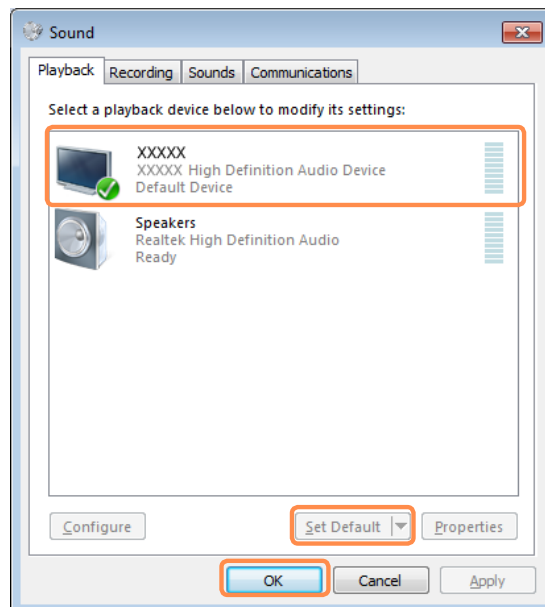 Sound
Playback Recording Sounds Communications
Select a playback device below to modify its settings:
XXXXX
XXXXX High Definition Audio Device
Default Device
Speakers
Realtek High Definition Audio
Ready
Configure Set Default Properties
OK Cancel Apply